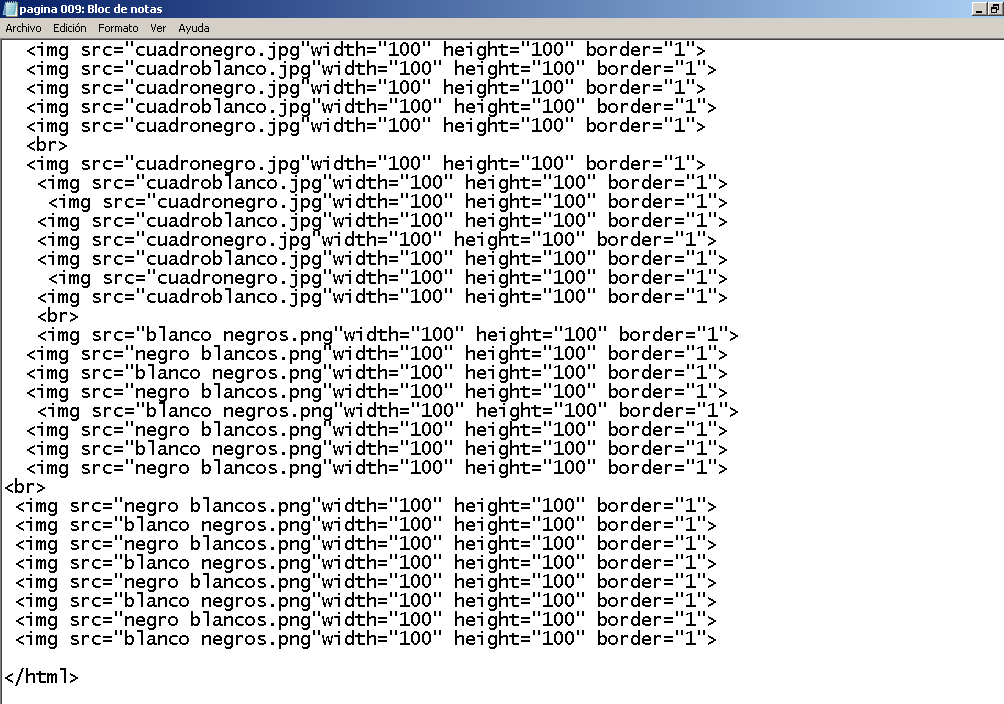 pagina 009: Bloc de notas
Archivo Edición Formato Ver Ayuda
<img src="cuadronegro.jpg"width="100" height="100" border="1">
<img src="cuadroblanco.jpg"width="100" height="100" border="1">
<img src="cuadronegro.jpg"width="100" height="100" border="1">
<img src="cuadroblanco.jpg"width="100" height="100" border="1">
<img src="cuadronegro.jpg"width="100" height="100" border="1">
<br>
<img src="cuadronegro.jpg"width="100" height="100" border="1">
<img src="cuadroblanco.jpg"width="100" height="100" border="1">
<img src="cuadronegro.jpg"width="100" height="100" border="1">
<img src="cuadroblanco.jpg"width="100" height="100" border="1">
<img src="cuadronegro.jpg"width="100" height="100" border="1">
<img src="cuadroblanco.jpg"width="100" height="100" border="1">
<img src="cuadronegro.jpg"width="100" height="100" border="1">
<img src="cuadroblanco.jpg"width="100" height="100" border="1">
<br>
<img src="blanco negros.png"width="100" height="100" border="1">
<img src="negro blancos.png"width="100" height="100" border="1">
<img src="blanco negros.png"width="100" height="100" border="1">
<img src="negro blancos.png"width="100" height="100" border="1">
<img src="blanco negros.png"width="100" height="100" border="1">
<img src="negro blancos.png"width="100" height="100" border="1">
<img src="blanco negros.png"width="100" height="100" border="1">
<img src="negro blancos.png"width="100" height="100" border="1">
<br>
<img src="negro blancos.png"width="100" height="100" border="1">
<img src="blanco negros.png"width="100" height="100" border="1">
<img src="negro blancos.png"width="100" height="100" border="1">
<img src="blanco negros.png"width="100" height="100" border="1">
<img src="negro blancos.png"width="100" height="100" border="1">
<img src="blanco negros.png"width="100" height="100" border="1">
<img src="negro blancos.png"width="100" height="100" border="1">
<img src="blanco negros.png"width="100" height="100" border="1">
</html>